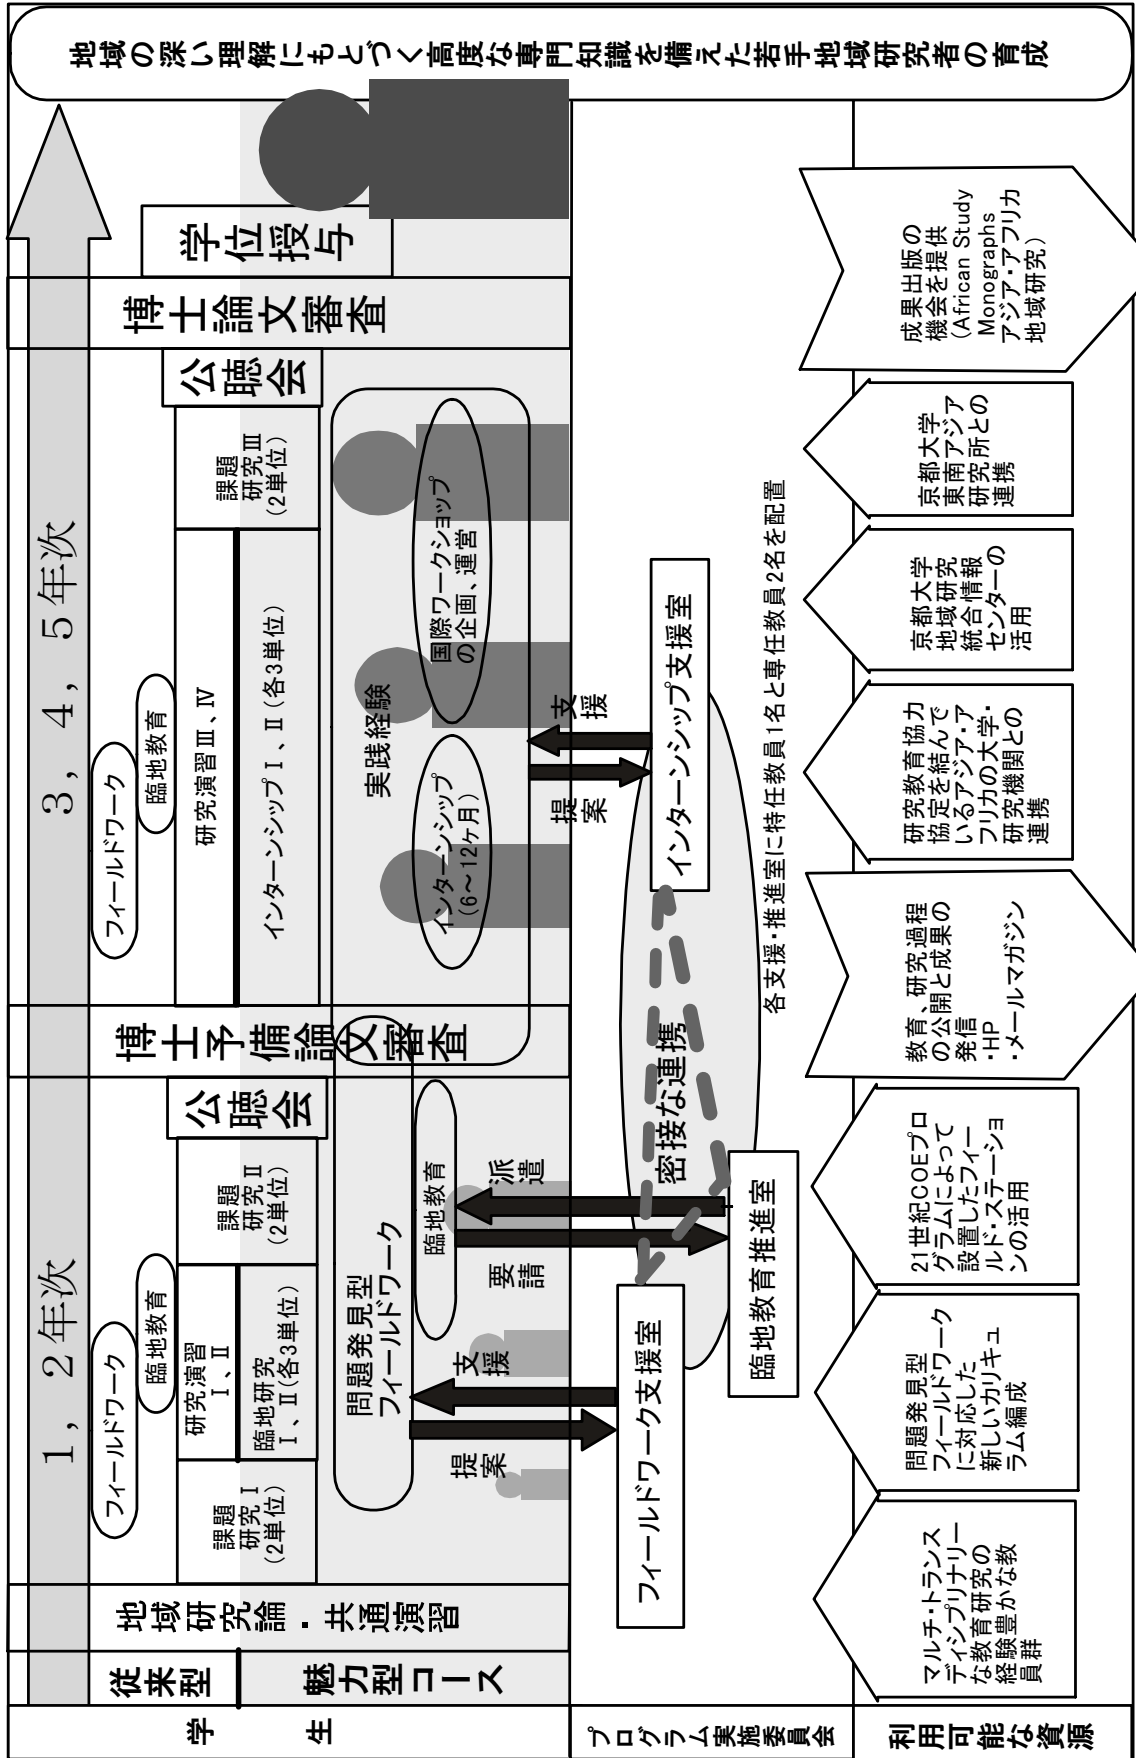 地域の深い理解にもとづく高度な専門知識を備えた若手地域研究者の育成
1，2年次
3，4，5年次
学生
従来型
魅力型コース
地域研究論・共通演習
フィールドワーク
臨地教育
課題
研究Ⅰ
(2単位)
研究演習
Ⅰ、Ⅱ
臨地研究
Ⅰ、Ⅱ(各3単位)
課題
研究Ⅱ
(2単位)
公聴会
問題発見型
フィールドワーク
臨地教育
提案
支援
要請
派遣
博士予備論文審査
フィールドワーク
臨地教育
研究演習Ⅲ、Ⅳ
インターンシップⅠ、Ⅱ(各3単位)
課題
研究Ⅲ
(2単位)
公聴会
実践経験
インターンシップ
(6～12ヶ月)
国際ワークショップ
の企画、運営
提案
支援
博士論文審査
学位授与
プログラム実施委員会
フィールドワーク支援室
臨地教育推進室
密接な連携
インターンシップ支援室
各支援・推進室に特任教員1名と専任教員2名を配置
利用可能な資源
マルチ・トランス
ディシプリナリー
な教育研究の
経験豊かな教
員群
問題発見型
フィールドワーク
に対応した
新しいカリキュ
ラム編成
21世紀COEプロ
グラムによって
設置したフィー
ルド・ステーショ
ンの活用
教育、研究過程
の公開と成果の
発信
・HP
・メールマガジン
研究教育協力
協定を結んで
いるアジア・ア
フリカの大学・
研究機関との
連携
京都大学
地域研究
統合情報
センターの
活用
京都大学
東南アジア
研究所との
連携
成果出版の
機会を提供
(African Study
Monographs
アジア・アフリカ
地域研究)